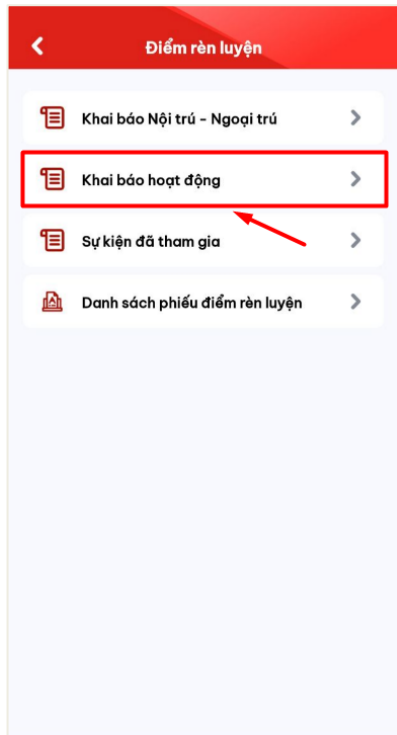 Điểm rèn luyện
Khai báo Nội trú - Ngoại trú
Khai báo hoạt động
Sự kiện đã tham gia
Danh sách phiếu điểm rèn luyện